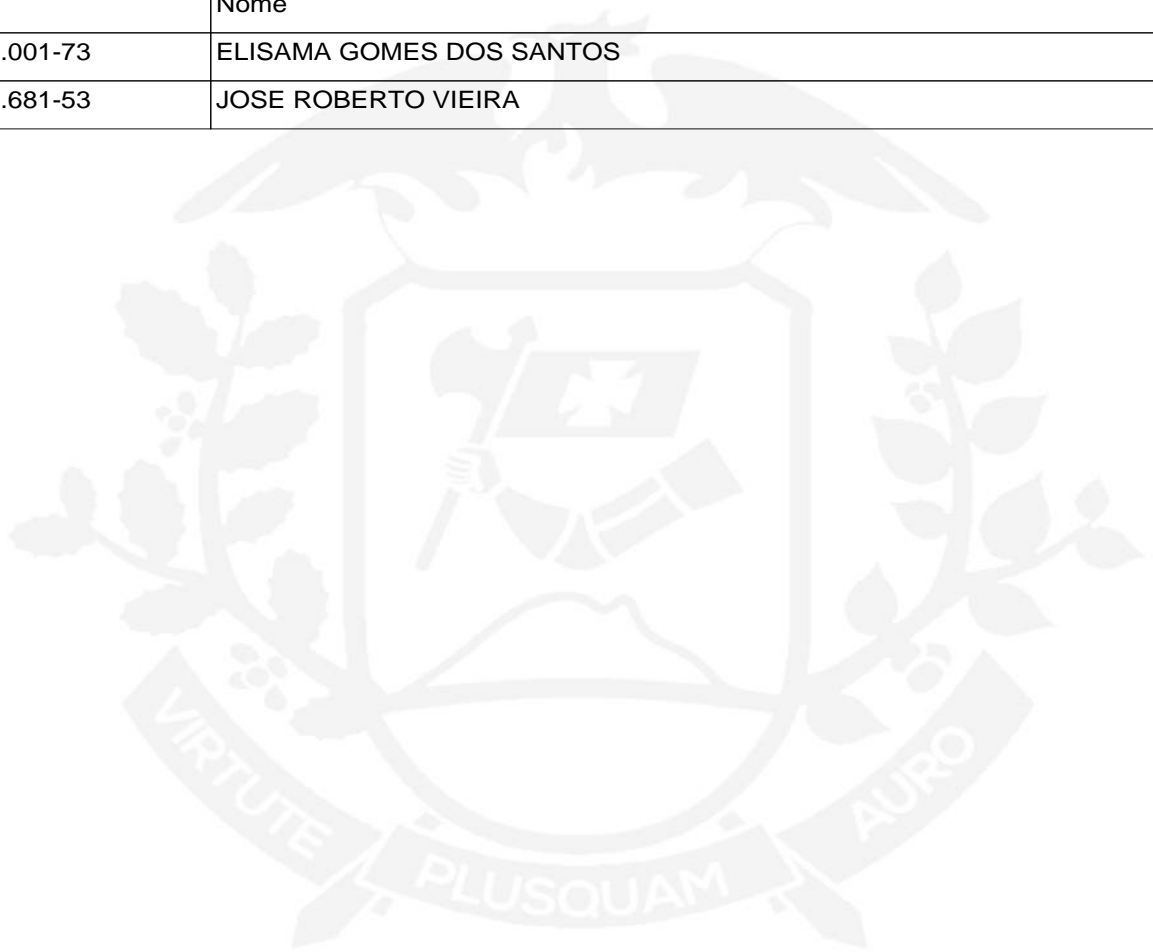 Nome
.001-73 ELISAMA GOMES DOS SANTOS
.681-53 JOSE ROBERTO VIEIRA
VIRTUTE PLUSQUAM AURO